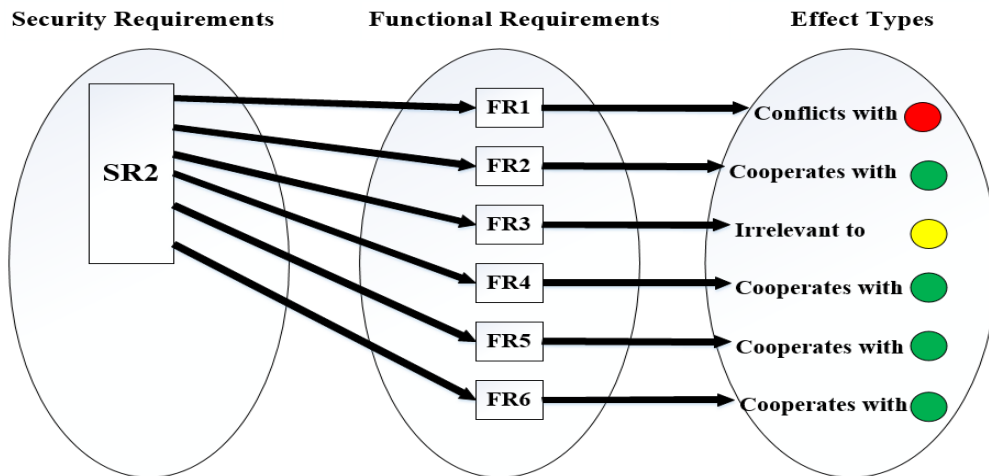 Security Requirements
Functional Requirements
Effect Types
SR2
FR1
Conflicts with
FR2
Cooperates with
FR3
Irrelevant to
FR4
Cooperates with
FR5
Cooperates with
FR6
Cooperates with